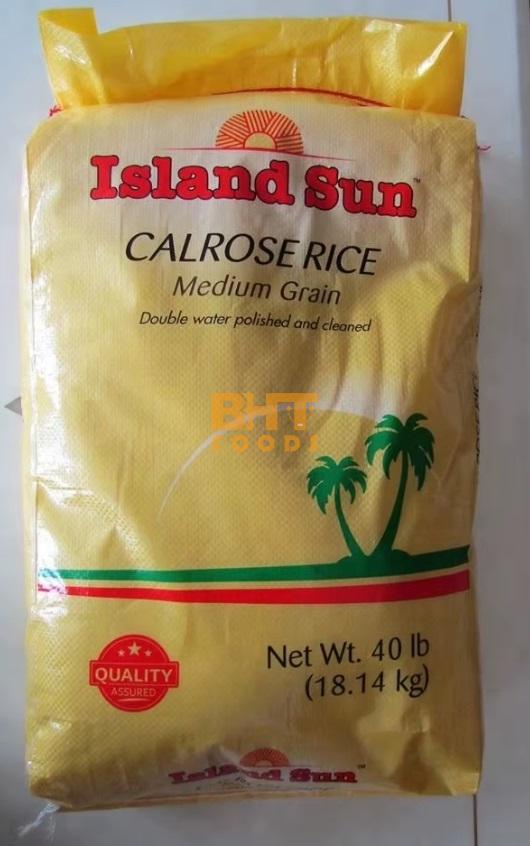 Island Sun™
CALROSE RICE
Medium Grain
Double water polished and cleaned
BHT
FOODS
QUALITY
ASSURED
Net Wt. 40 lb
(18.14 kg)
Island Sun™